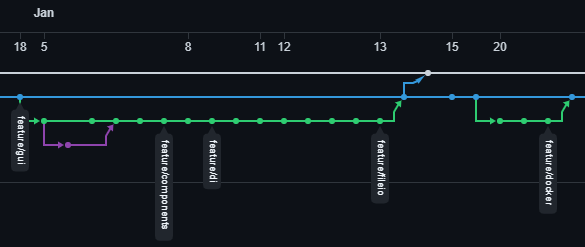 Jan
18 5 8 11 12 13 15 20
feature/gui
feature/components
feature/di
feature/fileio
feature/docker